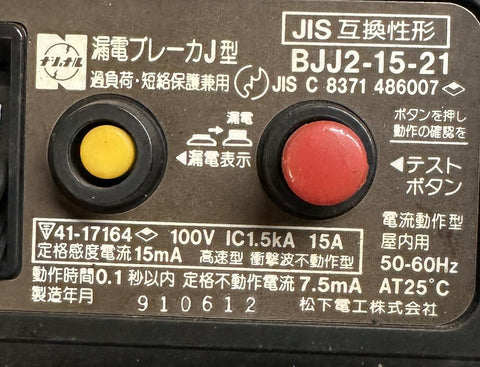 JIS 互換性形
ナショナル 漏電ブレーカJ型 BJJ2-15-21
過負荷・短絡保護兼用 JIS C 8371 486007
漏電
ボタンを押し
動作の確認を
◀漏電表示
◀テスト
ボタン
41-17164 100V IC1.5kA 15A
電流動作型
定格感度電流15mA 高速型 衝撃波不動作型
屋内用
50-60Hz
動作時間0.1秒以内 定格不動作電流 7.5mA AT25°C
製造年月 910612 松下電工株式会社